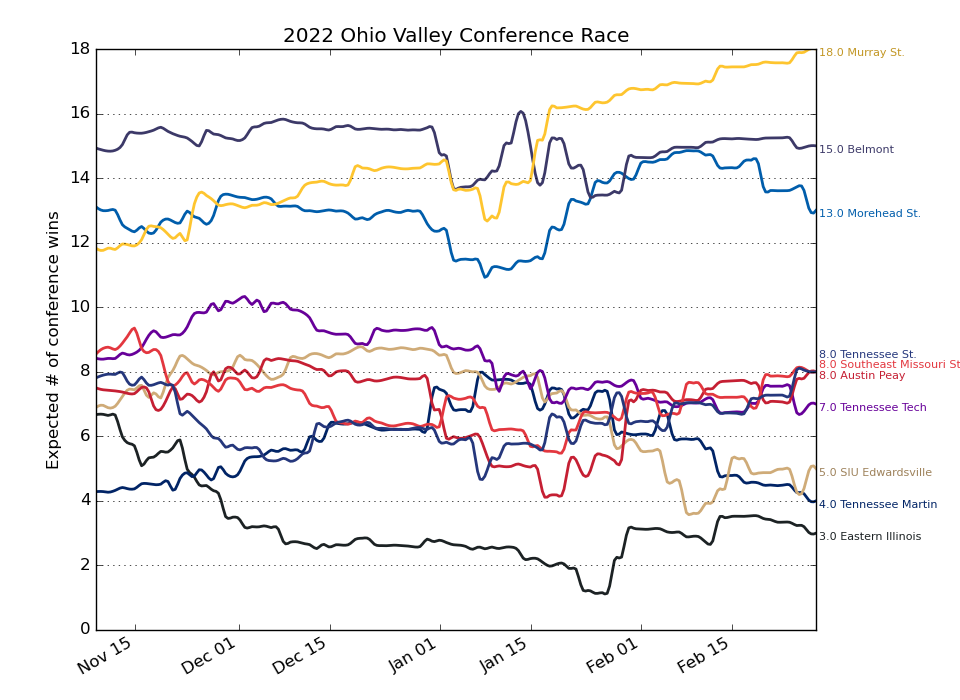 2022 Ohio Valley Conference Race
Expected # of conference wins
18
16
14
12
10
8
6
4
2
0
Nov 15
Dec 01
Dec 15
Jan 01
Jan 15
Feb 01
Feb 15
18.0 Murray St.
15.0 Belmont
13.0 Morehead St.
8.0 Tennessee St.
8.0 Southeast Missouri St
8.0 Austin Peay
7.0 Tennessee Tech
5.0 SIU Edwardsville
4.0 Tennessee Martin
3.0 Eastern Illinois